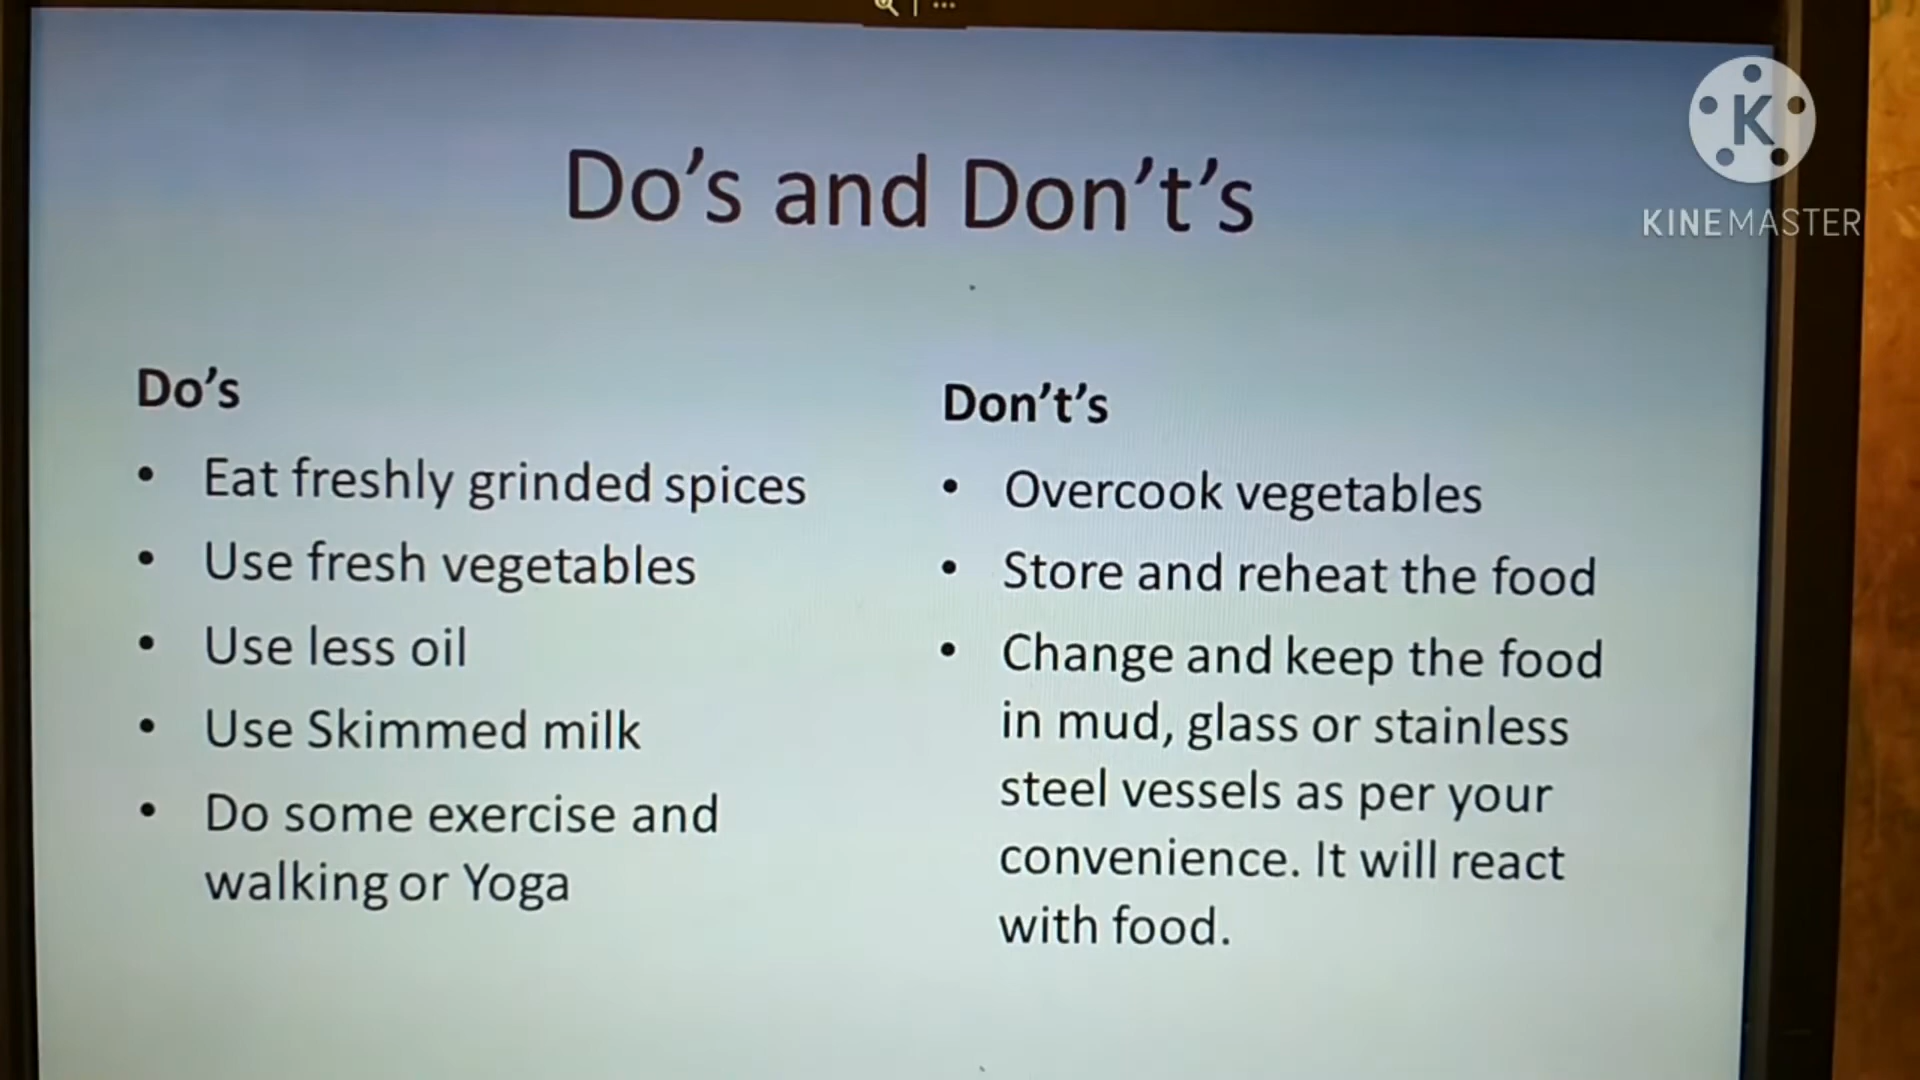 Do's and Don't's
Do's
• Eat freshly grinded spices
• Use fresh vegetables
• Use less oil
• Use Skimmed milk
• Do some exercise and
walking or Yoga
Don't's
• Overcook vegetables
• Store and reheat the food
• Change and keep the food
in mud, glass or stainless
steel vessels as per your
convenience. It will react
with food.
K
KINEMASTER